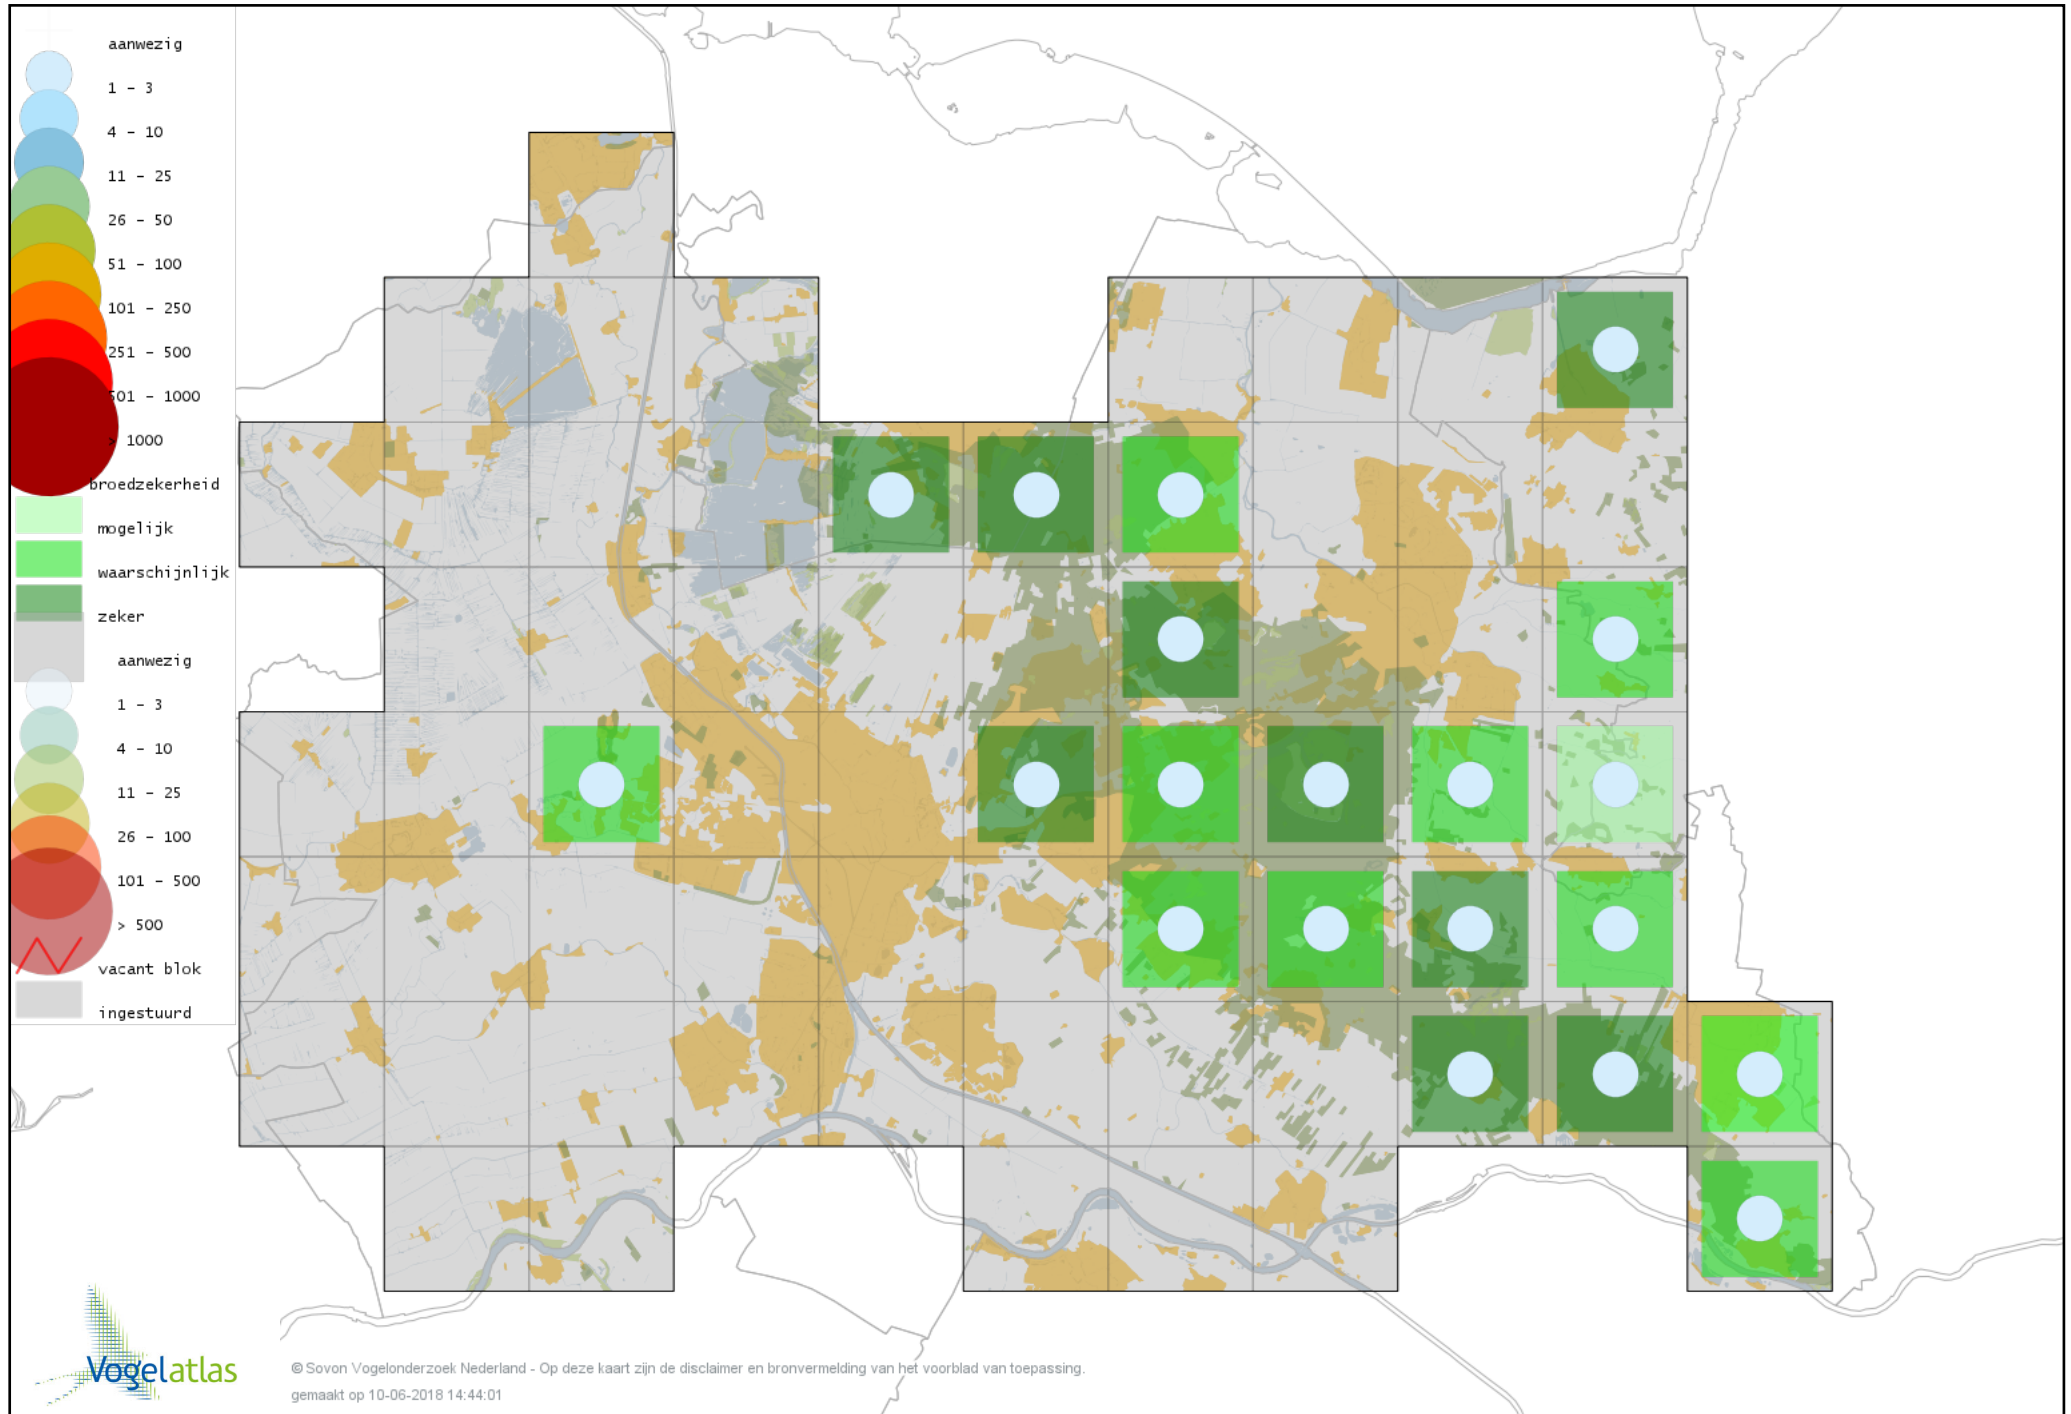 aanwezig
1 - 3
4 - 10
11 - 25
26 - 50
51 - 100
101 - 250
251 - 500
501 - 1000
> 1000
broedzekerheid
mogelijk
waarschijnlijk
zeker
aanwezig
1 - 3
4 - 10
11 - 25
26 - 100
101 - 500
> 500
vacant blok
ingestuurd
Vogelatlas
© Sovon Vogelonderzoek Nederland - Op deze kaart zijn de disclaimer en bronvermelding van het voorblad van toepassing.
gemaakt op 10-06-2018 14:44:01